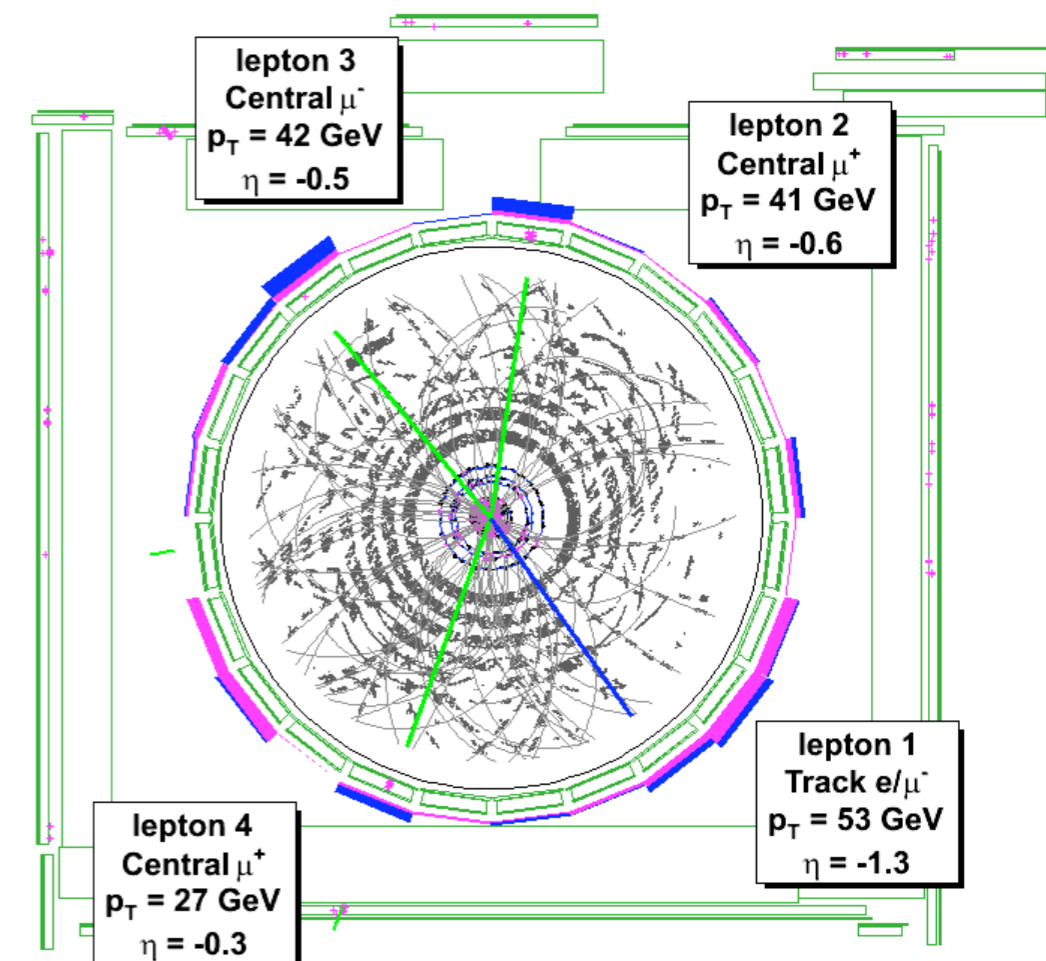 lepton 3
Central μ⁻
p_T = 42 GeV
η = -0.5
lepton 2
Central μ⁺
p_T = 41 GeV
η = -0.6
lepton 1
Track e/μ⁻
p_T = 53 GeV
η = -1.3
lepton 4
Central μ⁺
p_T = 27 GeV
η = -0.3